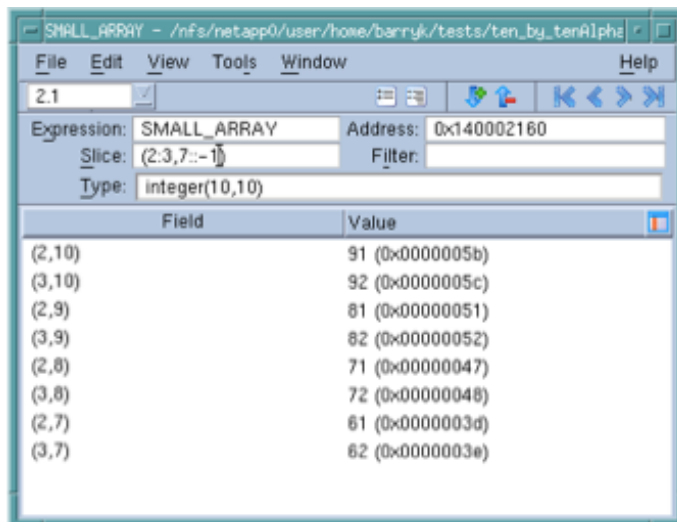 SMALL_ARRAY - /nfs/netapp0/user/home/barryk/tests/ten_by_tenAlpha
File Edit View Tools Window Help
2.1
Expression: SMALL_ARRAY Address: 0x140002160
Slice: (2:3,7::-1) Filter:
Type: integer(10,10)
Field Value
(2,10) 91 (0x0000005b)
(3,10) 92 (0x0000005c)
(2,9) 81 (0x00000051)
(3,9) 82 (0x00000052)
(2,8) 71 (0x00000047)
(3,8) 72 (0x00000048)
(2,7) 61 (0x0000003d)
(3,7) 62 (0x0000003e)